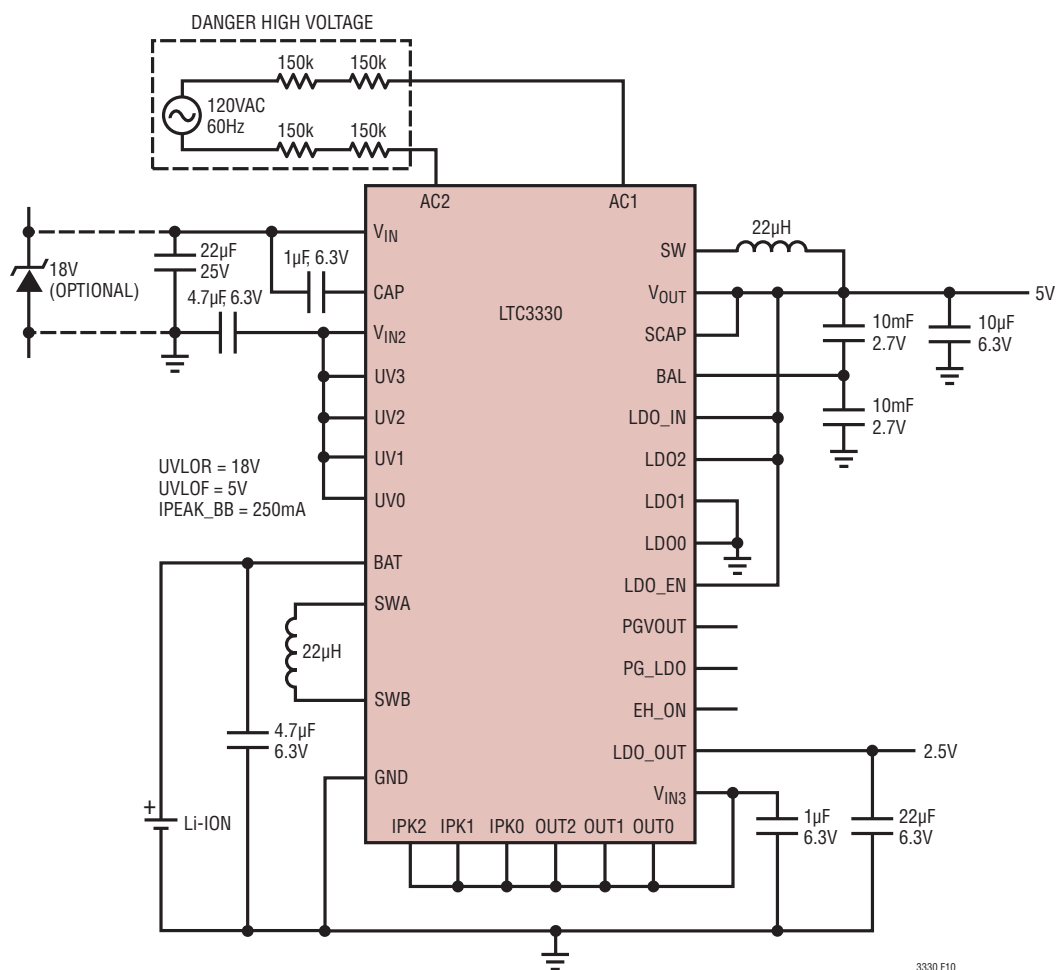 DANGER HIGH VOLTAGE
150k
150k
120VAC
60Hz
150k
150k
AC2
AC1
18V
(OPTIONAL)
22µF
25V
1µF, 6.3V
4.7µF, 6.3V
VIN
CAP
VIN2
UV3
UV2
UV1
UV0
UVLOR = 18V
UVLOF = 5V
IPEAK_BB = 250mA
BAT
SWA
22µH
SWB
4.7µF
6.3V
GND
+
Li-ION
LTC3330
SW
22µH
VOUT
5V
SCAP
10mF
2.7V
10µF
6.3V
BAL
10mF
2.7V
LDO_IN
LDO2
LDO1
LDO0
LDO_EN
PGVOUT
PG_LDO
EH_ON
LDO_OUT
2.5V
VIN3
1µF
6.3V
22µF
6.3V
IPK2 IPK1 IPK0 OUT2 OUT1 OUT0
3330 F10